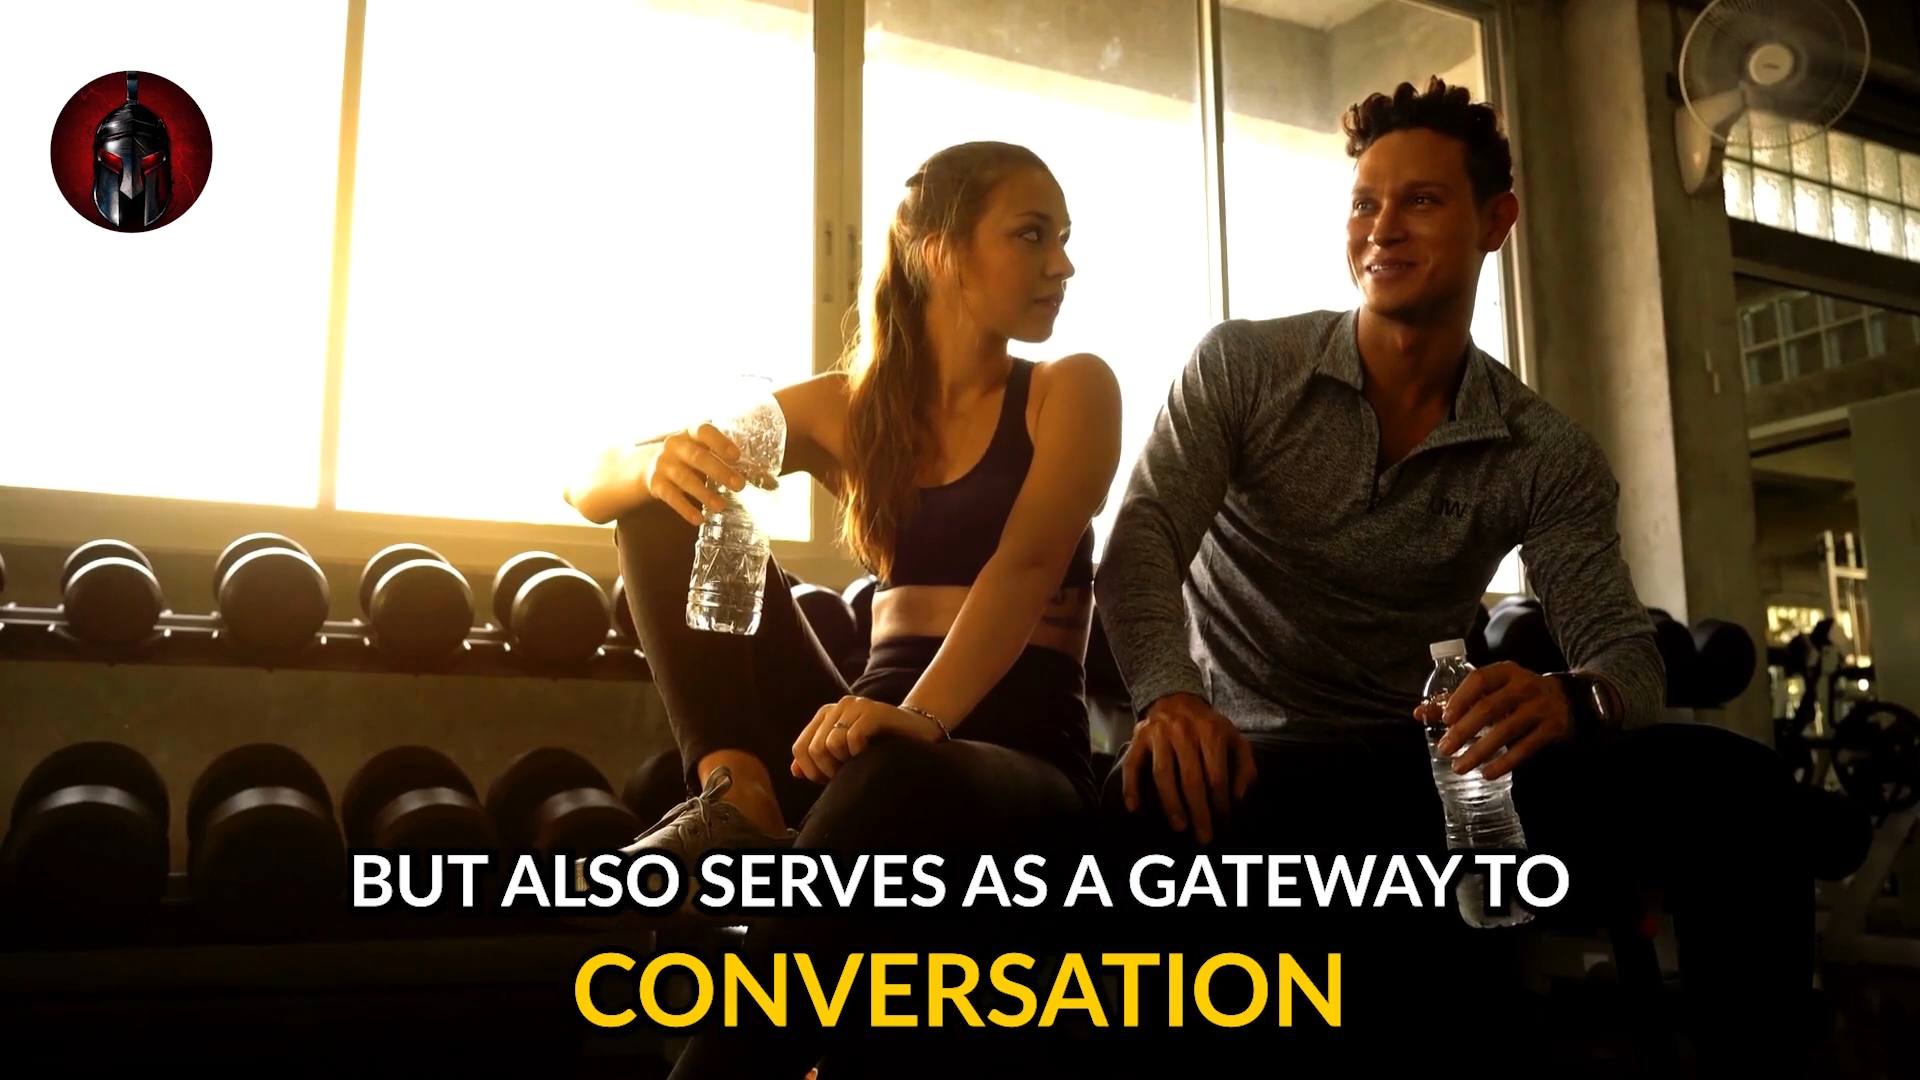 BUT ALSO SERVES AS A GATEWAY TO
CONVERSATION